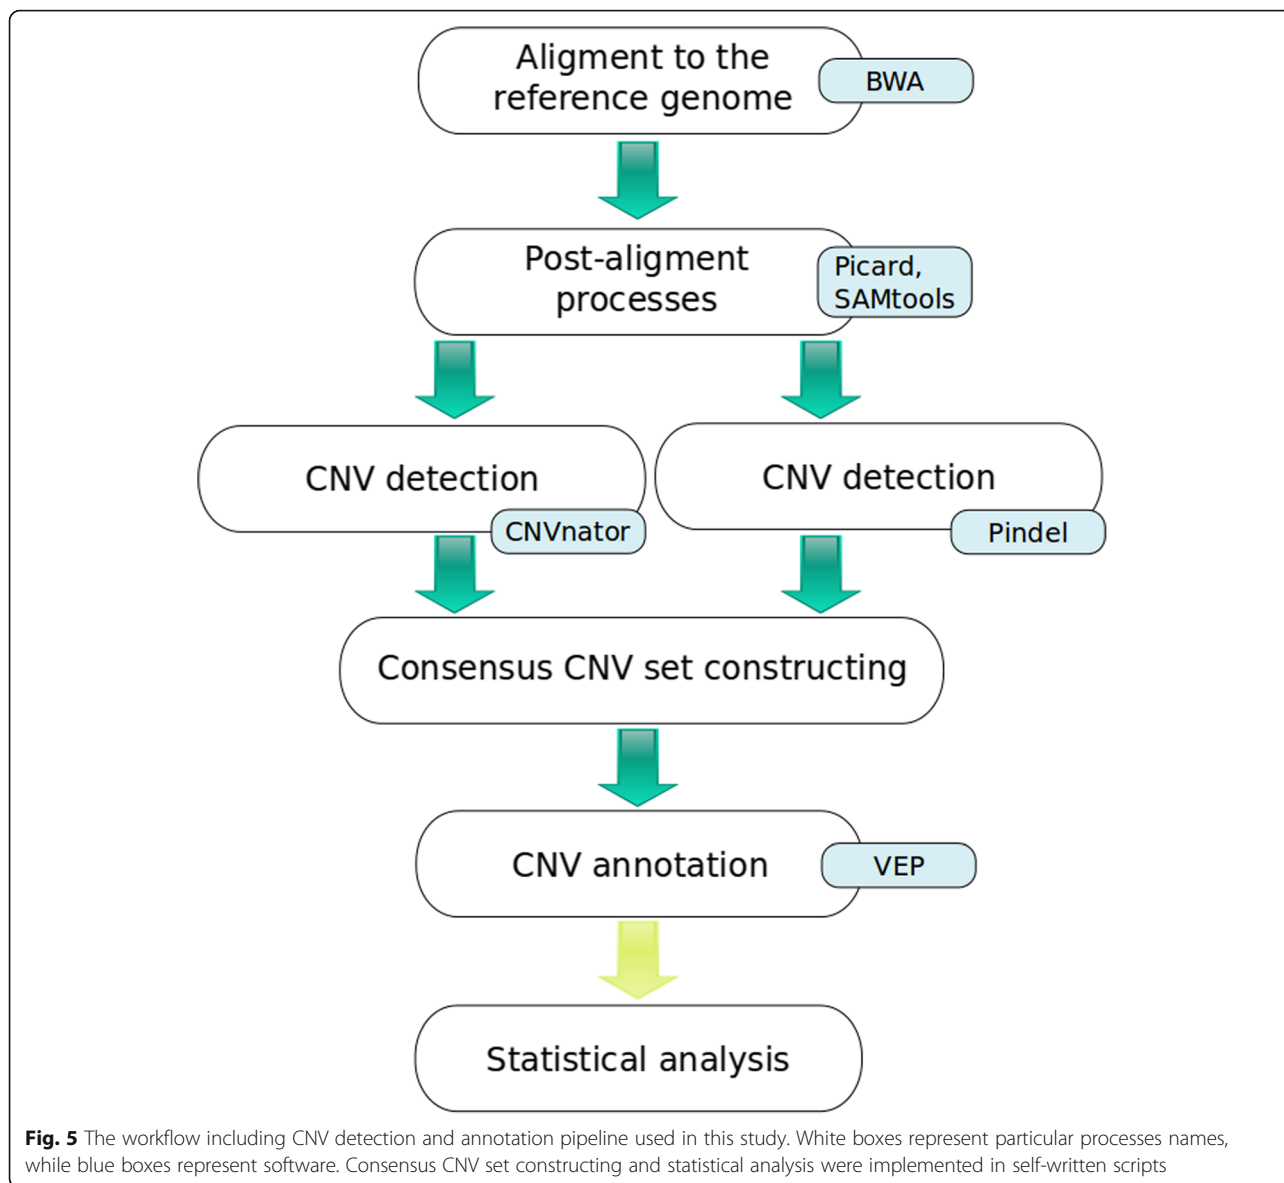 Aligment to the
reference genome
BWA
Post-aligment
processes
Picard,
SAMtools
CNV detection
CNVnator
CNV detection
Pindel
Consensus CNV set constructing
CNV annotation
VEP
Statistical analysis
Fig. 5 The workflow including CNV detection and annotation pipeline used in this study. White boxes represent particular processes names,
while blue boxes represent software. Consensus CNV set constructing and statistical analysis were implemented in self-written scripts